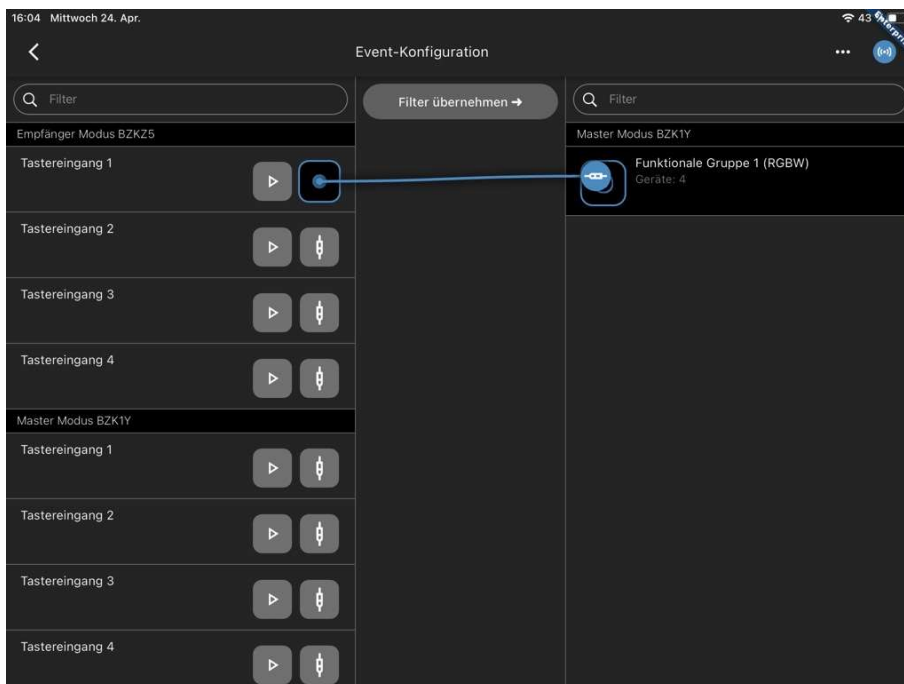 16:04 Mittwoch 24. Apr.
43
Enterpri
Event-Konfiguration
Filter
Filter übernehmen →
Filter
Empfänger Modus BZKZ5
Tastereingang 1
Tastereingang 2
Tastereingang 3
Tastereingang 4
Master Modus BZK1Y
Tastereingang 1
Tastereingang 2
Tastereingang 3
Tastereingang 4
Master Modus BZK1Y
Funktionale Gruppe 1 (RGBW)
Geräte: 4